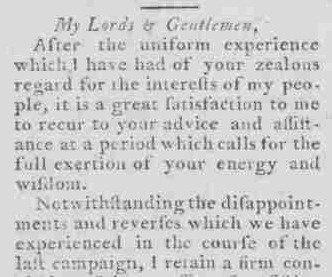 My Lords & Gentlemen,
After the uniform experience
which I have had of your zealous
regard for the intereſts of my peo-
ple, it is a great ſatisfaction to me
to recur to your advice and aſſiſt-
ance at a period which calls for the
full exertion of your energy and
wiſdom.
Notwithſtanding the diſappoint-
ments and reverſes which we have
experienced in the courſe of the
laſt campaign, I retain a firm con-